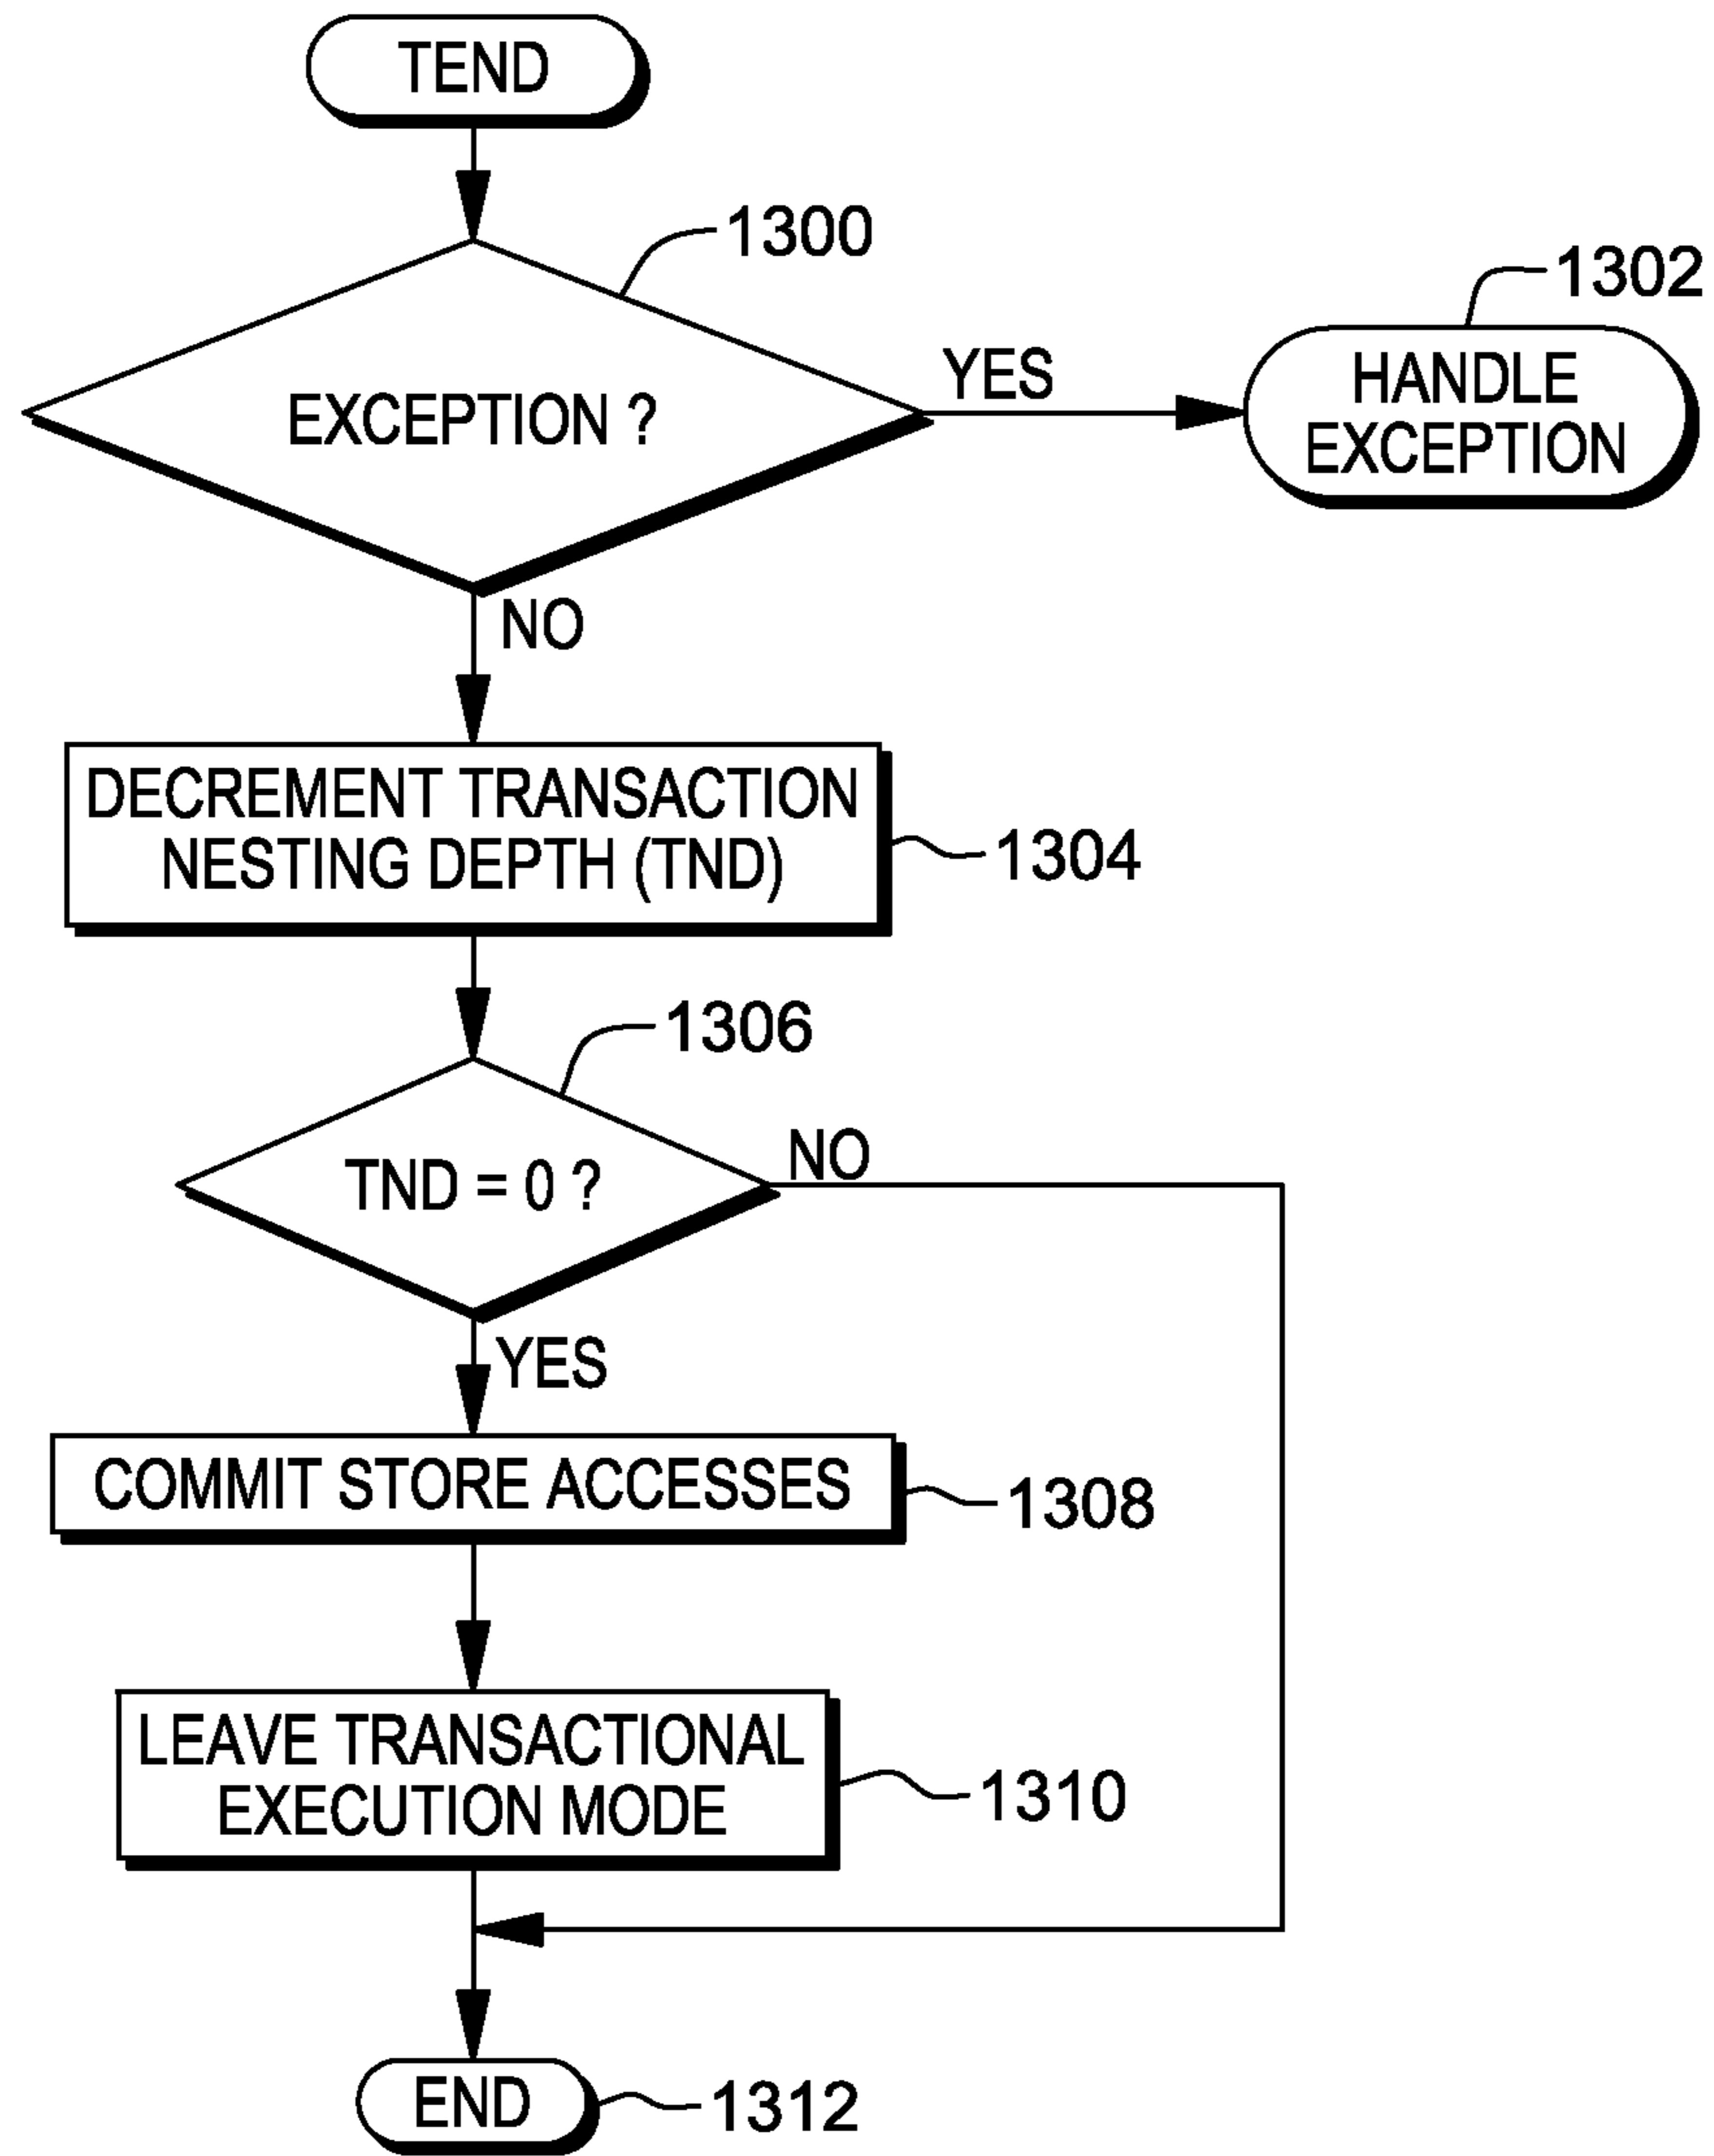 TEND
1300
EXCEPTION ?
YES
1302
HANDLE
EXCEPTION
NO
DECREMENT TRANSACTION
NESTING DEPTH (TND)
1304
1306
TND = 0 ?
NO
YES
COMMIT STORE ACCESSES
1308
LEAVE TRANSACTIONAL
EXECUTION MODE
1310
END
1312